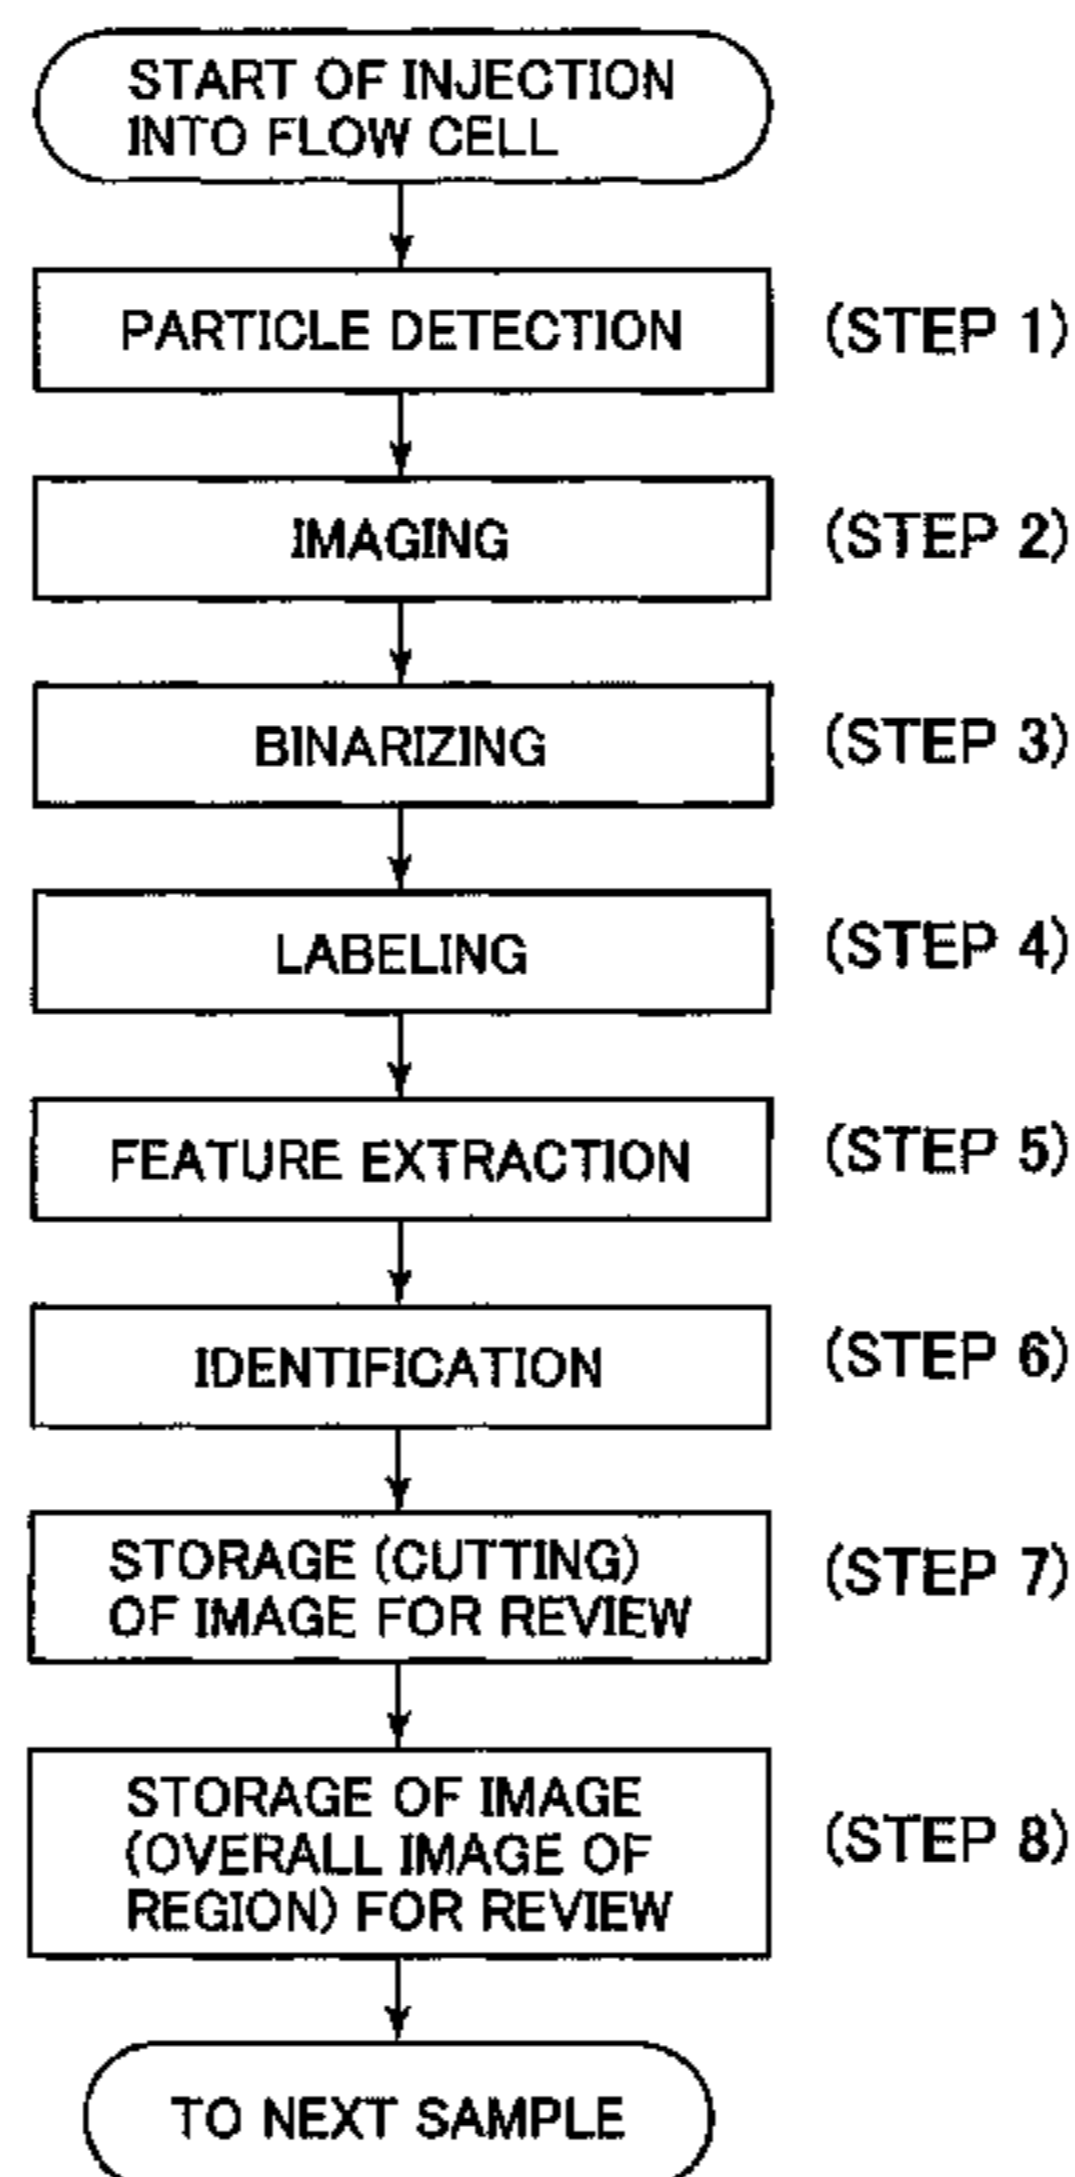 START OF INJECTION
INTO FLOW CELL
PARTICLE DETECTION (STEP 1)
IMAGING (STEP 2)
BINARIZING (STEP 3)
LABELING (STEP 4)
FEATURE EXTRACTION (STEP 5)
IDENTIFICATION (STEP 6)
STORAGE (CUTTING)
OF IMAGE FOR REVIEW
(STEP 7)
STORAGE OF IMAGE
(OVERALL IMAGE OF
REGION) FOR REVIEW
(STEP 8)
TO NEXT SAMPLE